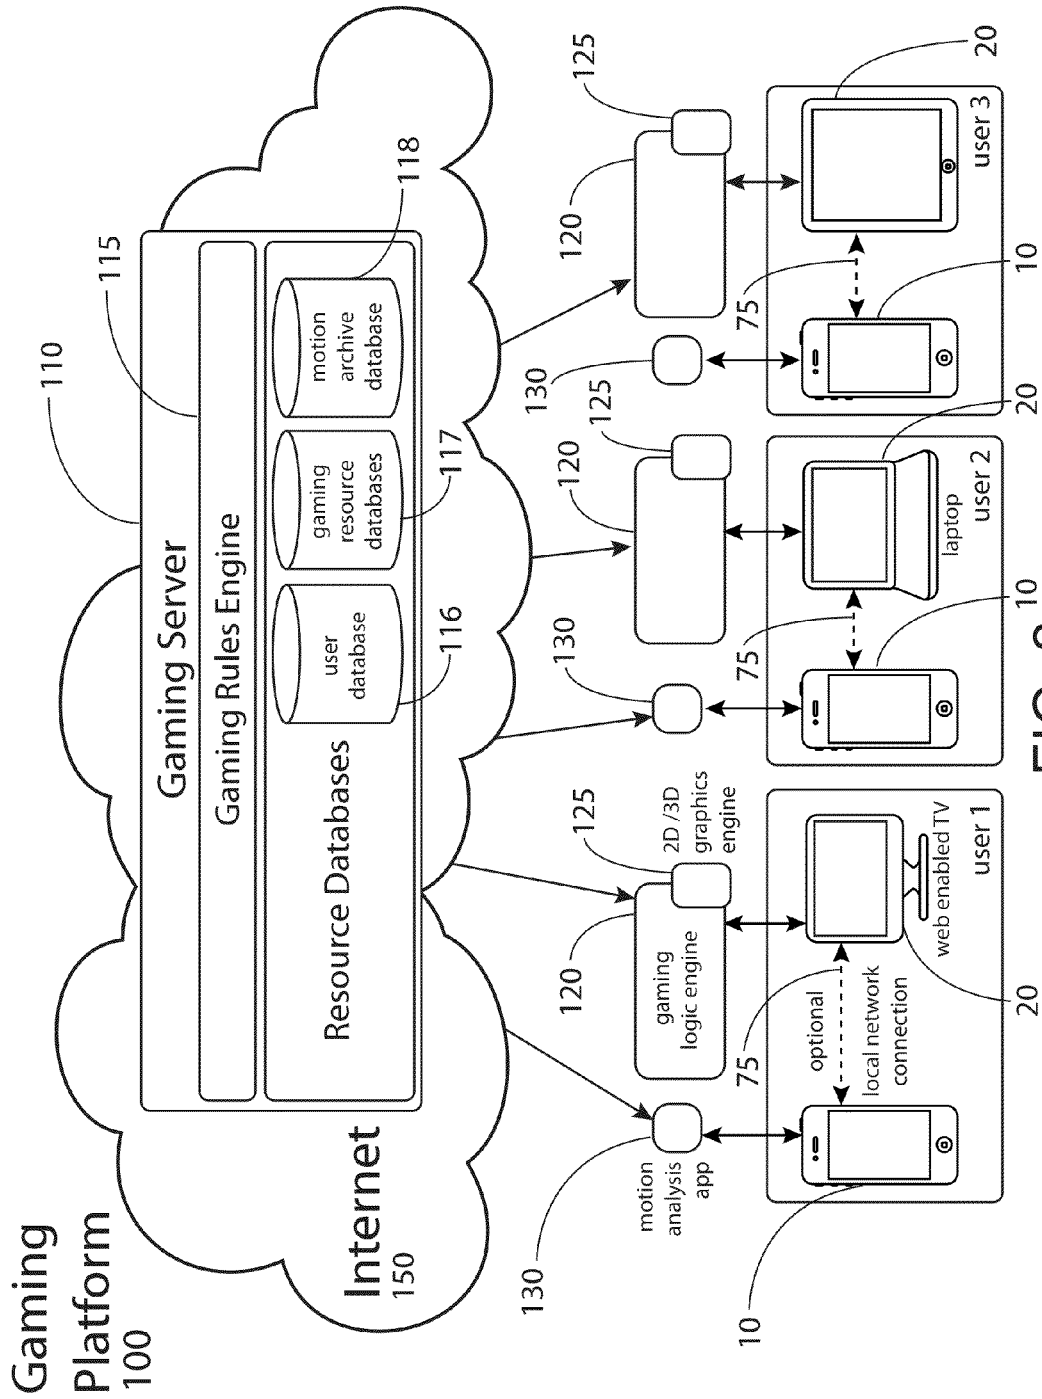 Gaming
Platform
100
110
115
Gaming Server
Gaming Rules Engine
Resource Databases
user
database
gaming
resource
databases
motion
archive
database
116
117
118
Internet
150
130
motion
analysis
app
120
125
gaming
logic engine
2D /3D
graphics
engine
130
120
125
130
120
125
10
75
optional
local network
connection
web enabled TV
user 1
20
75
laptop
user 2
10
20
75
user 3
10
20